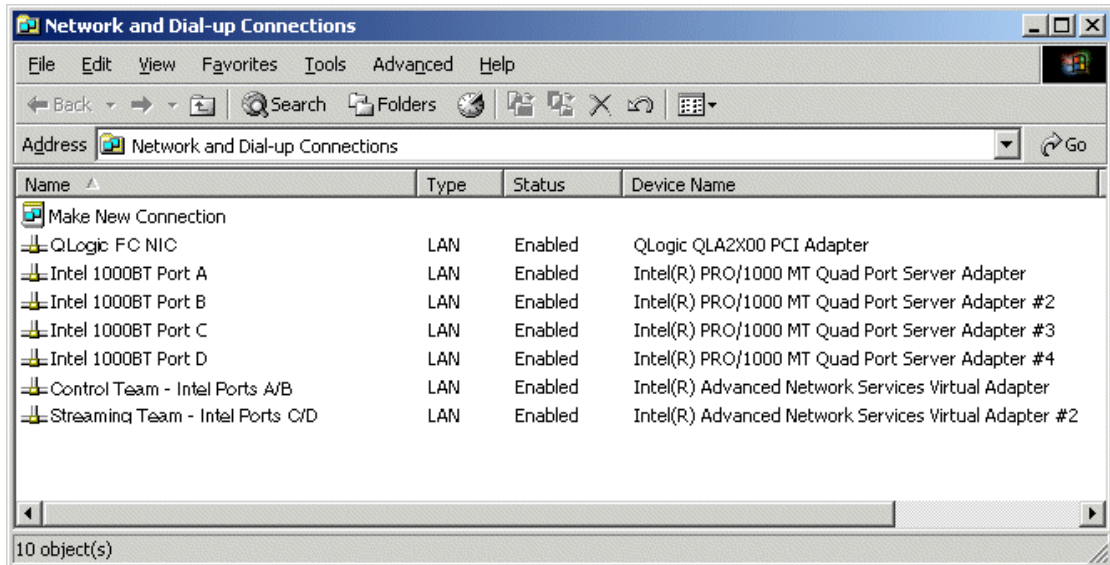 Network and Dial-up Connections
File Edit View Favorites Tools Advanced Help
Back Search Folders
Address Network and Dial-up Connections Go
Name Type Status Device Name
Make New Connection
QLogic FC NIC LAN Enabled QLogic QLA2X00 PCI Adapter
Intel 1000BT Port A LAN Enabled Intel(R) PRO/1000 MT Quad Port Server Adapter
Intel 1000BT Port B LAN Enabled Intel(R) PRO/1000 MT Quad Port Server Adapter #2
Intel 1000BT Port C LAN Enabled Intel(R) PRO/1000 MT Quad Port Server Adapter #3
Intel 1000BT Port D LAN Enabled Intel(R) PRO/1000 MT Quad Port Server Adapter #4
Control Team - Intel Ports A/B LAN Enabled Intel(R) Advanced Network Services Virtual Adapter
Streaming Team - Intel Ports C/D LAN Enabled Intel(R) Advanced Network Services Virtual Adapter #2
10 object(s)